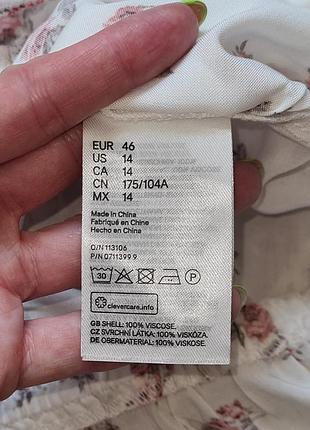 EUR 46
US 14
CA 14
CN 175/104A
MX 14
Made in China
Fabriqué en Chine
Hecho en China
O/N 113106
P/N 0711399 9
30
P
clevercare.info
GB SHELL: 100% VISCOSE.
CZ SVRCHNÍ LÁTKA: 100% VISKÓZA.
DE OBERMATERIAL: 100% VISKOSE.